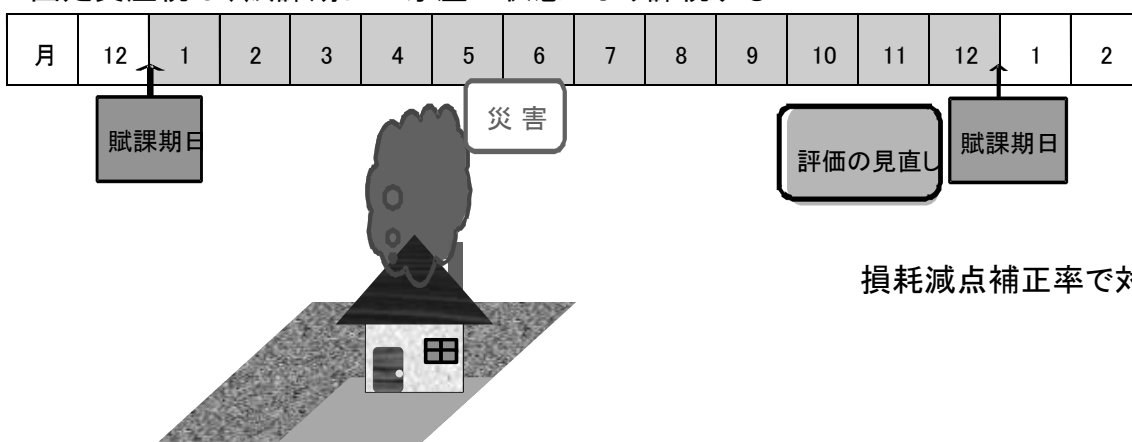 月 12 1 2 3 4 5 6 7 8 9 10 11 12 1 2
災 害
賦課期日
評価の見直し
賦課期日
損耗減点補正率で対